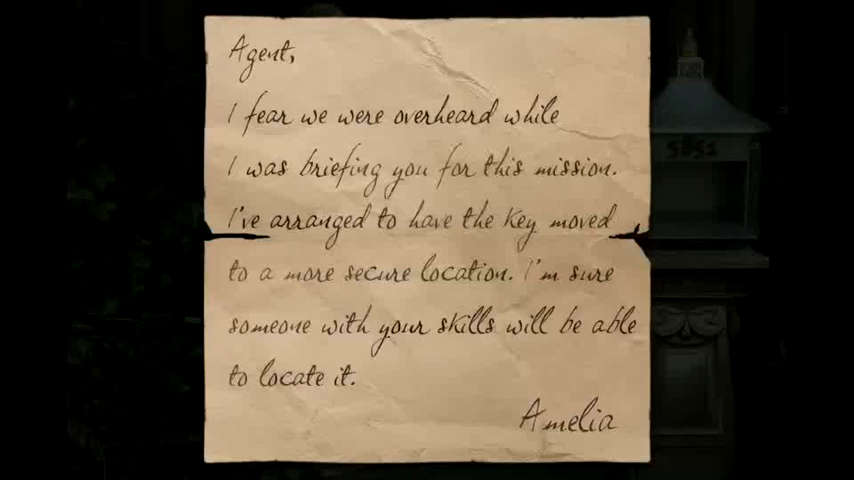 Agent,
I fear we were overheard while
I was briefing you for this mission.
I've arranged to have the key moved
to a more secure location. I'm sure
someone with your skills will be able
to locate it.
Amelia